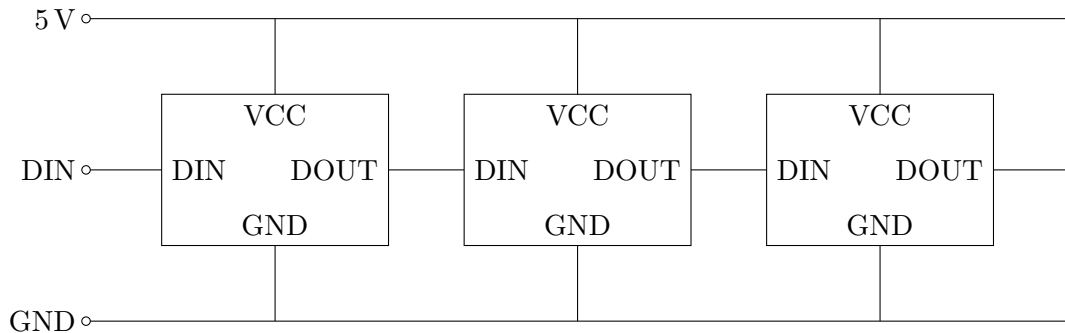 5 V
VCC VCC VCC
DIN DIN DOUT DIN DOUT DIN DOUT
GND GND GND
GND